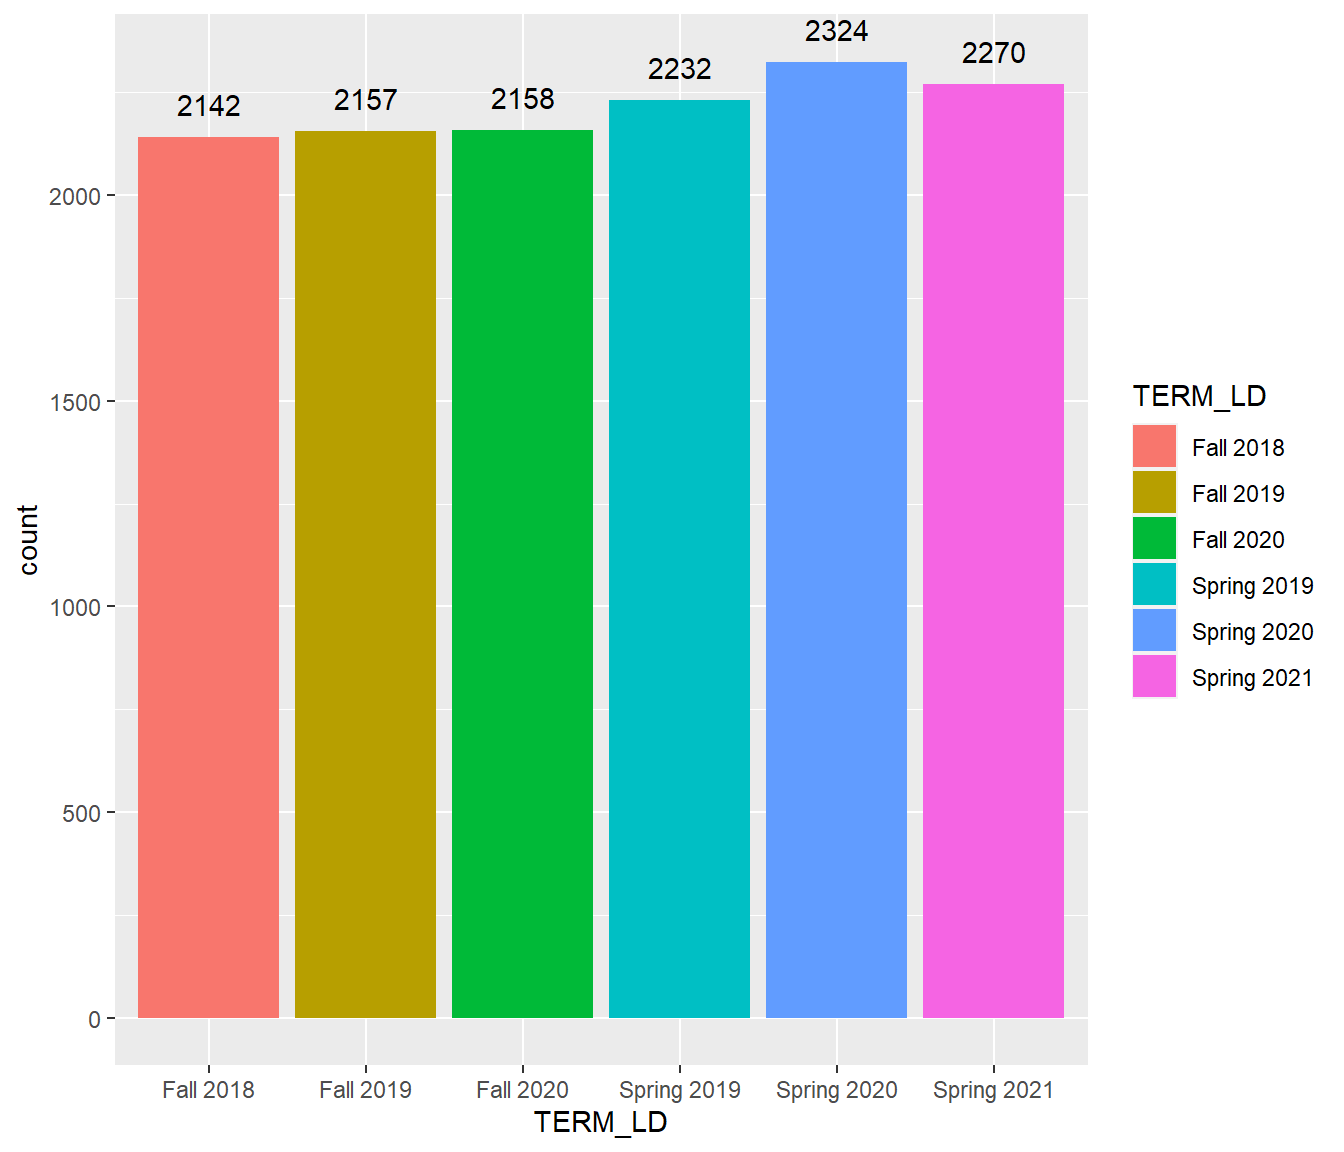 2324
2270
2232
2142
2157
2158
2000
1500
1000
500
0
count
Fall 2018
Fall 2019
Fall 2020
Spring 2019
Spring 2020
Spring 2021
TERM_LD
TERM_LD
Fall 2018
Fall 2019
Fall 2020
Spring 2019
Spring 2020
Spring 2021